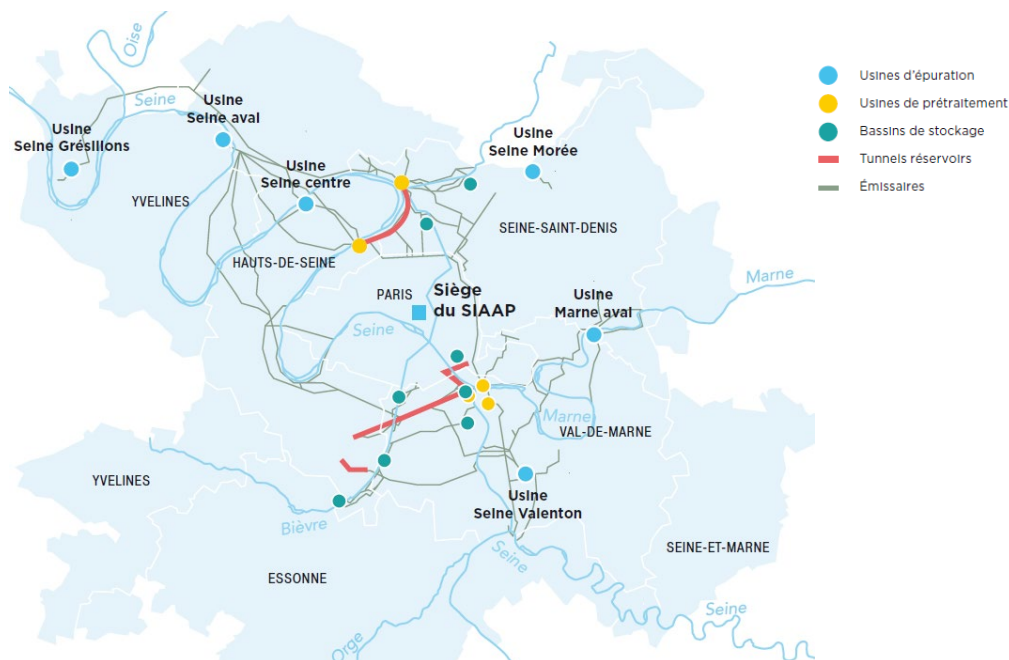 Oise
Seine
Usine
Seine aval
Usine
Seine Grésillons
Usine
Seine centre
Usine
Seine Morée
YVELINES
HAUTS-DE-SEINE
SEINE-SAINT-DENIS
PARIS
Siège
du SIAAP
Seine
Usine
Marne aval
Marne
Marne
VAL-DE-MARNE
YVELINES
Bièvre
Usine
Seine Valenton
Seine
SEINE-ET-MARNE
ESSONNE
Seine
Orge
Usines d'épuration
Usines de prétraitement
Bassins de stockage
Tunnels réservoirs
Émissaires